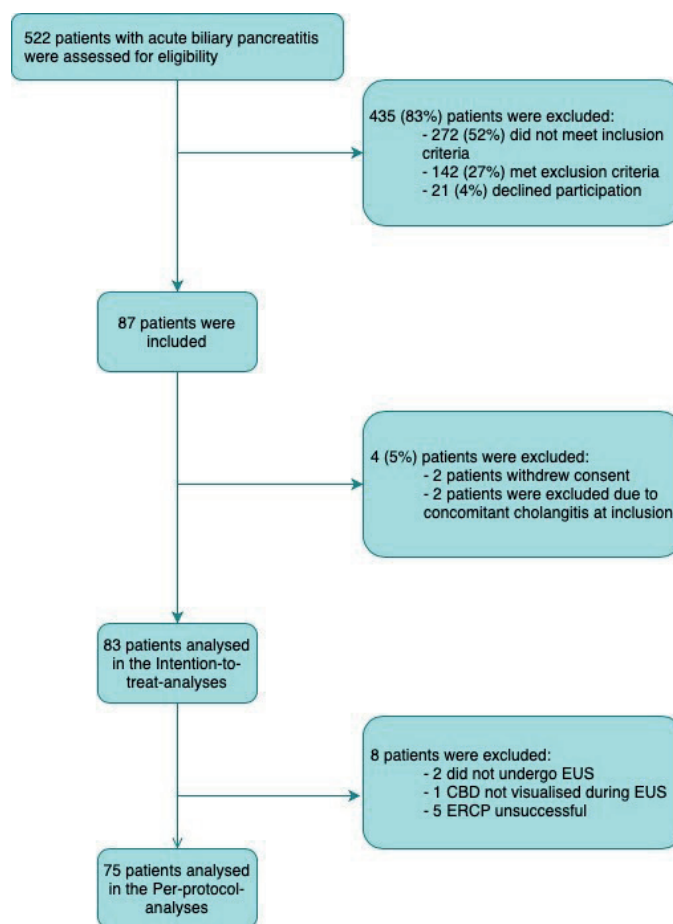 522 patients with acute biliary pancreatitis
were assessed for eligibility
435 (83%) patients were excluded:
- 272 (52%) did not meet inclusion
criteria
- 142 (27%) met exclusion criteria
- 21 (4%) declined participation
87 patients were
included
4 (5%) patients were excluded:
- 2 patients withdrew consent
- 2 patients were excluded due to
concomitant cholangitis at inclusion
83 patients analysed
in the Intention-to-
treat-analyses
8 patients were excluded:
- 2 did not undergo EUS
- 1 CBD not visualised during EUS
- 5 ERCP unsuccessful
75 patients analysed
in the Per-protocol-
analyses